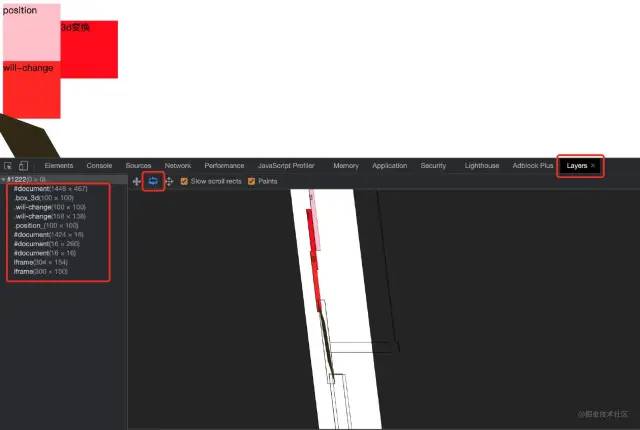 position
3d变换
will-change
Elements Console Sources Network Performance JavaScript Profiler Memory Application Security Lighthouse Adblock Plus Layers ×
#1222(0 × 0)
Slow scroll rects Paints
#document(1448 × 467)
.box_3d(100 × 100)
.will-change(100 × 100)
.will-change(158 × 138)
.position_(100 × 100)
#document(1424 × 16)
#document(16 × 260)
#document(16 × 16)
iframe(304 × 154)
iframe(300 × 150)
@掘金技术社区